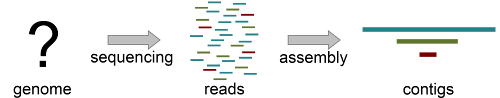 ?
sequencing
assembly
genome
reads
contigs